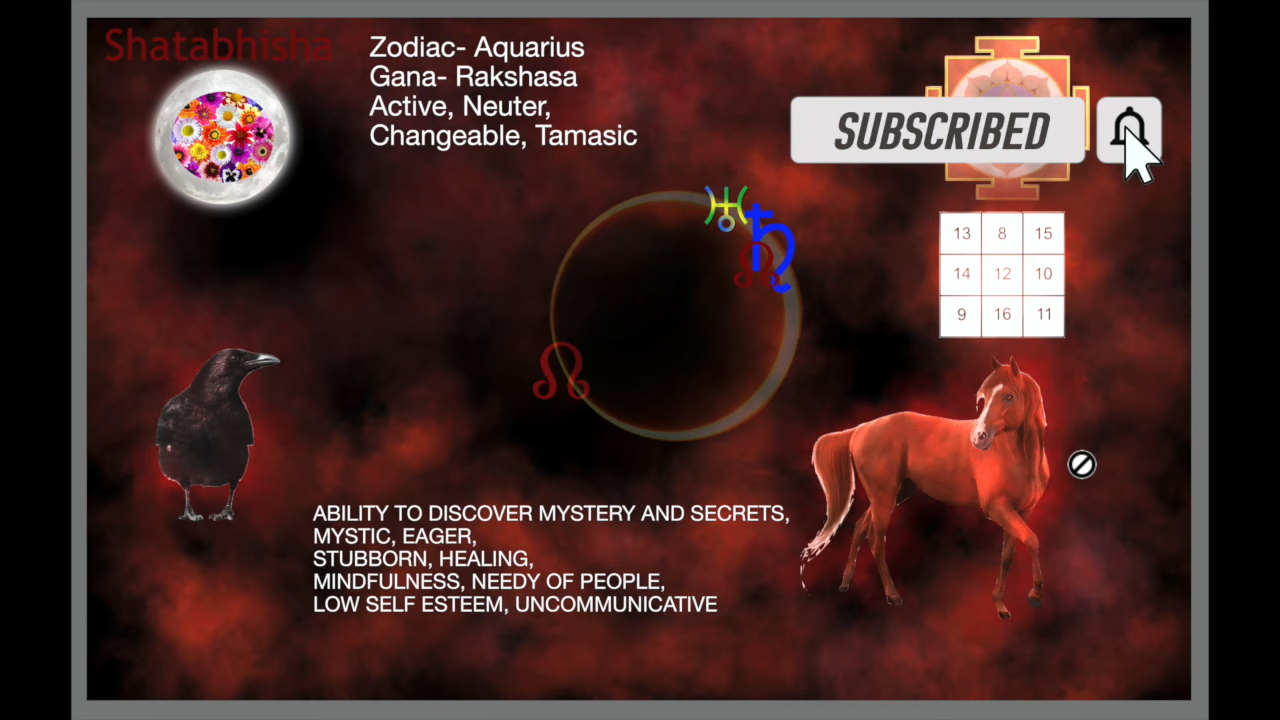 Shatabhisha
Zodiac- Aquarius
Gana- Rakshasa
Active, Neuter,
Changeable, Tamasic
SUBSCRIBED
13 8 15
14 12 10
9 16 11
ABILITY TO DISCOVER MYSTERY AND SECRETS,
MYSTIC, EAGER,
STUBBORN, HEALING,
MINDFULNESS, NEEDY OF PEOPLE,
LOW SELF ESTEEM, UNCOMMUNICATIVE